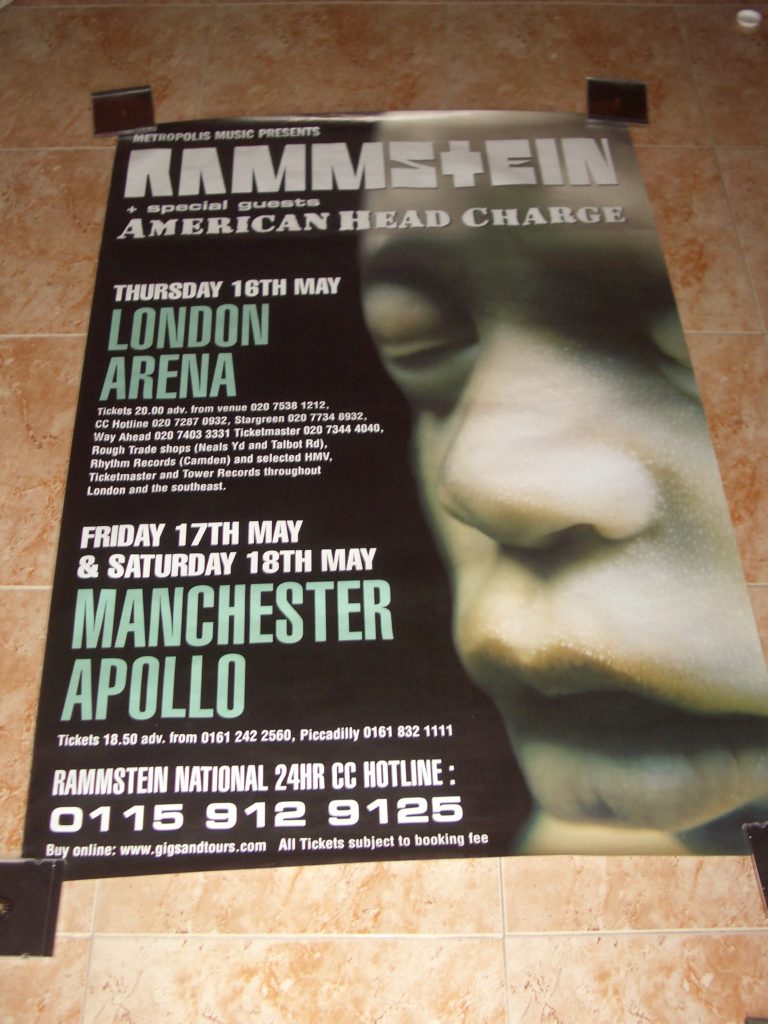 METROPOLIS MUSIC PRESENTS
RAMMSTEIN
+ special guests
AMERICAN HEAD CHARGE
THURSDAY 16TH MAY
LONDON
ARENA
Tickets 20.00 adv. from venue 020 7538 1212,
CC Hotline 020 7287 0932, Stargreen 020 7734 8932,
Way Ahead 020 7403 3331 Ticketmaster 020 7344 4040,
Rough Trade shops (Neals Yd and Talbot Rd),
Rhythm Records (Camden) and selected HMV,
Ticketmaster and Tower Records throughout
London and the southeast.
FRIDAY 17TH MAY
& SATURDAY 18TH MAY
MANCHESTER
APOLLO
Tickets 18.50 adv. from 0161 242 2560, Piccadilly 0161 832 1111
RAMMSTEIN NATIONAL 24HR CC HOTLINE :
0115 912 9125
Buy online: www.gigsandtours.com All Tickets subject to booking fee